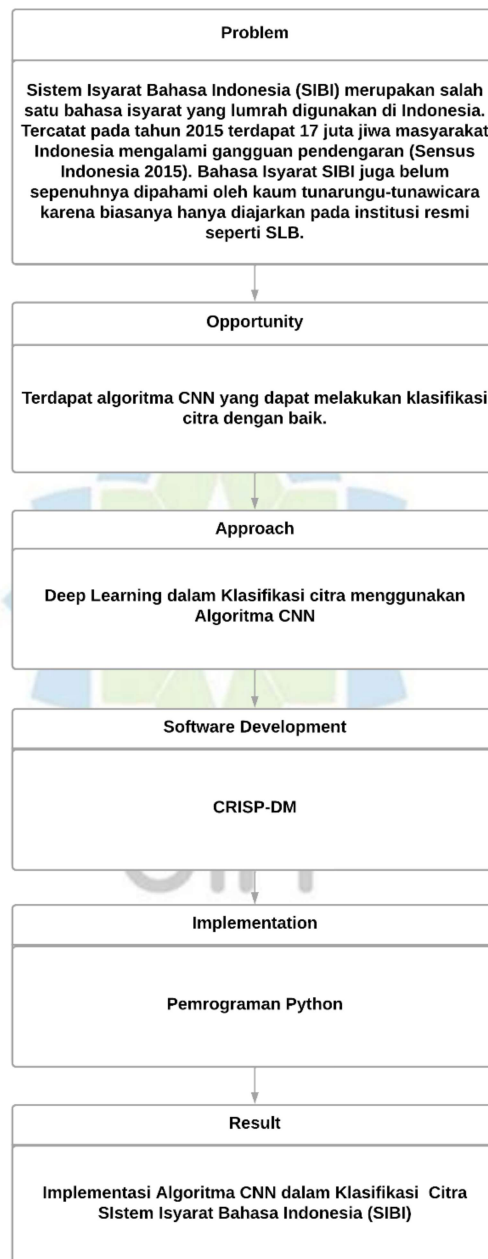 Problem
Sistem Isyarat Bahasa Indonesia (SIBI) merupakan salah
satu bahasa isyarat yang lumrah digunakan di Indonesia.
Tercatat pada tahun 2015 terdapat 17 juta jiwa masyarakat
Indonesia mengalami gangguan pendengaran (Sensus
Indonesia 2015). Bahasa Isyarat SIBI juga belum
sepenuhnya dipahami oleh kaum tunarungu-tunawicara
karena biasanya hanya diajarkan pada institusi resmi
seperti SLB.
Opportunity
Terdapat algoritma CNN yang dapat melakukan klasifikasi
citra dengan baik.
Approach
Deep Learning dalam Klasifikasi citra menggunakan
Algoritma CNN
Software Development
CRISP-DM
Implementation
Pemrograman Python
Result
Implementasi Algoritma CNN dalam Klasifikasi Citra
SIstem Isyarat Bahasa Indonesia (SIBI)